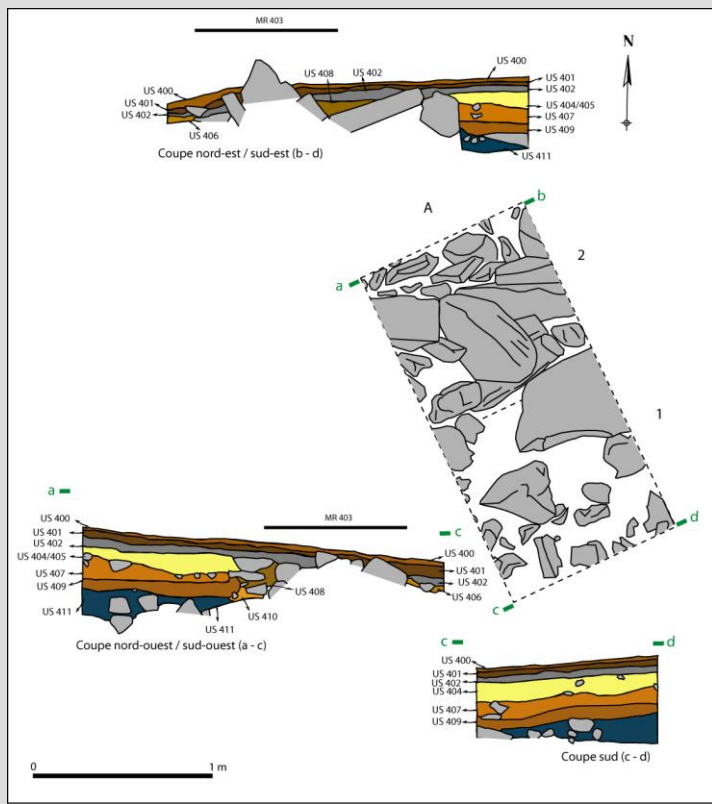 MR 403
N
US 400
US 408
US 402
US 400
US 401
US 402
US 406
US 401
US 402
US 404/405
US 407
US 409
US 411
Coupe nord-est / sud-est (b - d)
A
b
2
a
1
d
c
a
MR 403
c
US 400
US 401
US 402
US 404/405
US 407
US 409
US 411
US 400
US 401
US 402
US 406
US 408
US 410
US 411
Coupe nord-ouest / sud-ouest (a - c)
c
d
US 400
US 401
US 402
US 404
US 407
US 409
Coupe sud (c - d)
0
1 m